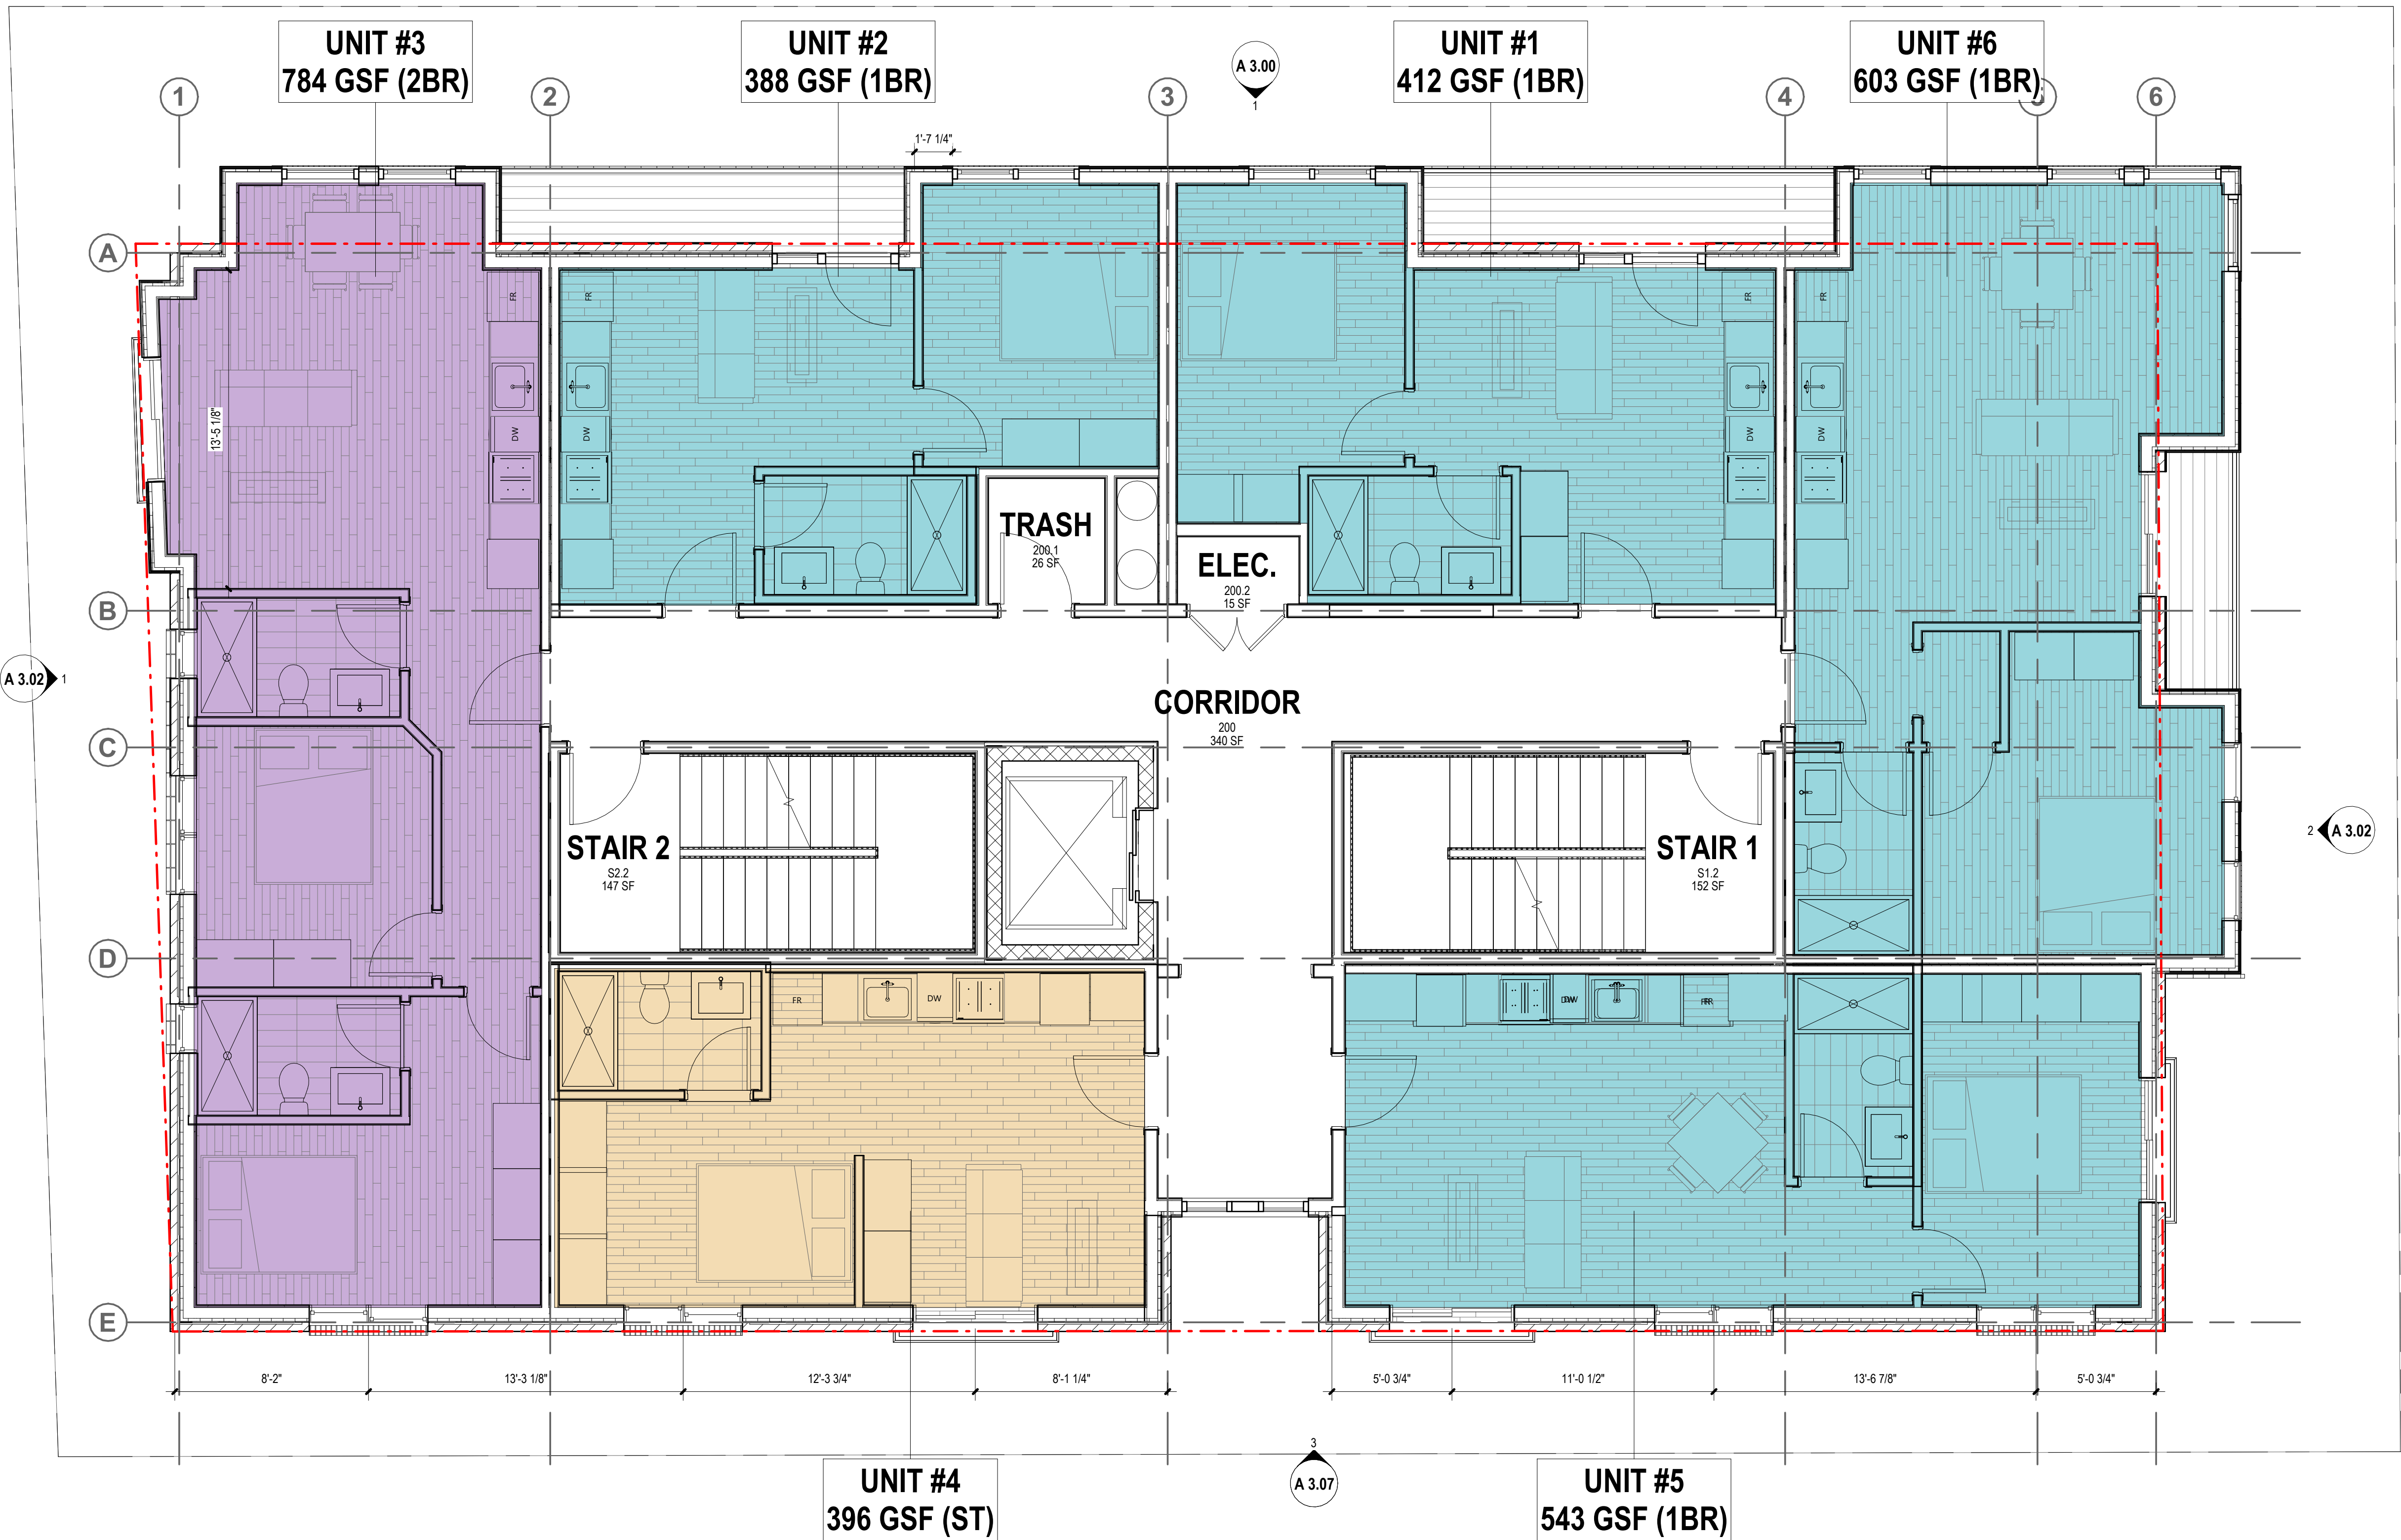 UNIT #3
784 GSF (2BR)
UNIT #2
388 GSF (1BR)
UNIT #1
412 GSF (1BR)
UNIT #6
603 GSF (1BR)
A 3.00
1
1
2
3
4
6
1'-7 1/4"
A
FR
FR
FR
FR
13'-5 1/8"
DW
DW
DW
DW
TRASH
200.1
26 SF
ELEC.
200.2
15 SF
B
A 3.02
1
CORRIDOR
200
340 SF
C
STAIR 2
S2.2
147 SF
STAIR 1
S1.2
152 SF
2
A 3.02
D
FR
DW
E
8'-2"
13'-3 1/8"
12'-3 3/4"
8'-1 1/4"
5'-0 3/4"
11'-0 1/2"
13'-6 7/8"
5'-0 3/4"
3
A 3.07
UNIT #4
396 GSF (ST)
UNIT #5
543 GSF (1BR)